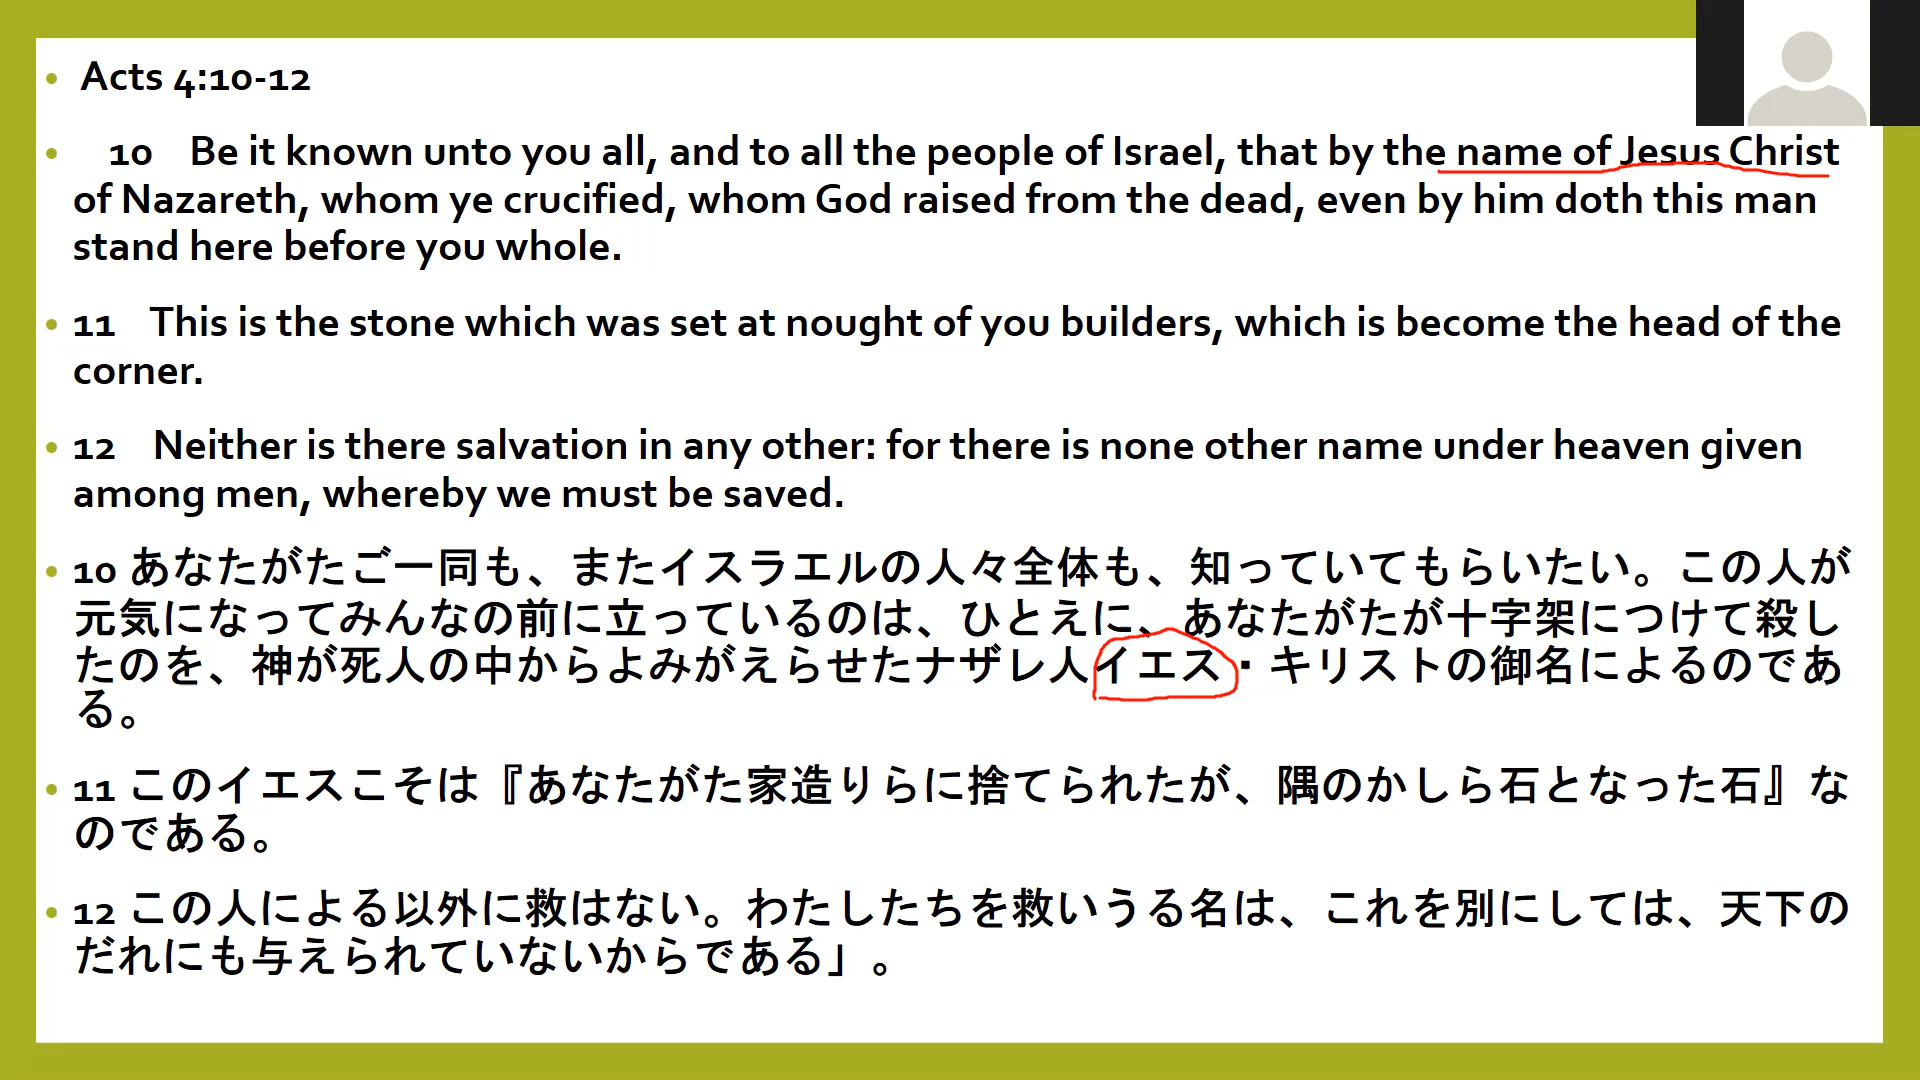 Acts 4:10-12
10 Be it known unto you all, and to all the people of Israel, that by the name of Jesus Christ
of Nazareth, whom ye crucified, whom God raised from the dead, even by him doth this man
stand here before you whole.
11 This is the stone which was set at nought of you builders, which is become the head of the
corner.
12 Neither is there salvation in any other: for there is none other name under heaven given
among men, whereby we must be saved.
10 あなたがたご一同も、またイスラエルの人々全体も、知っていてもらいたい。この人が
元気になってみんなの前に立っているのは、ひとえに、あなたがたが十字架につけて殺し
たのを、神が死人の中からよみがえらせたナザレ人イエス・キリストの御名によるのであ
る。
11 このイエスこそは『あなたがた家造りらに捨てられたが、隅のかしら石となった石』な
のである。
12 この人による以外に救はない。わたしたちを救いうる名は、これを別にしては、天下の
だれにも与えられていないからである」。